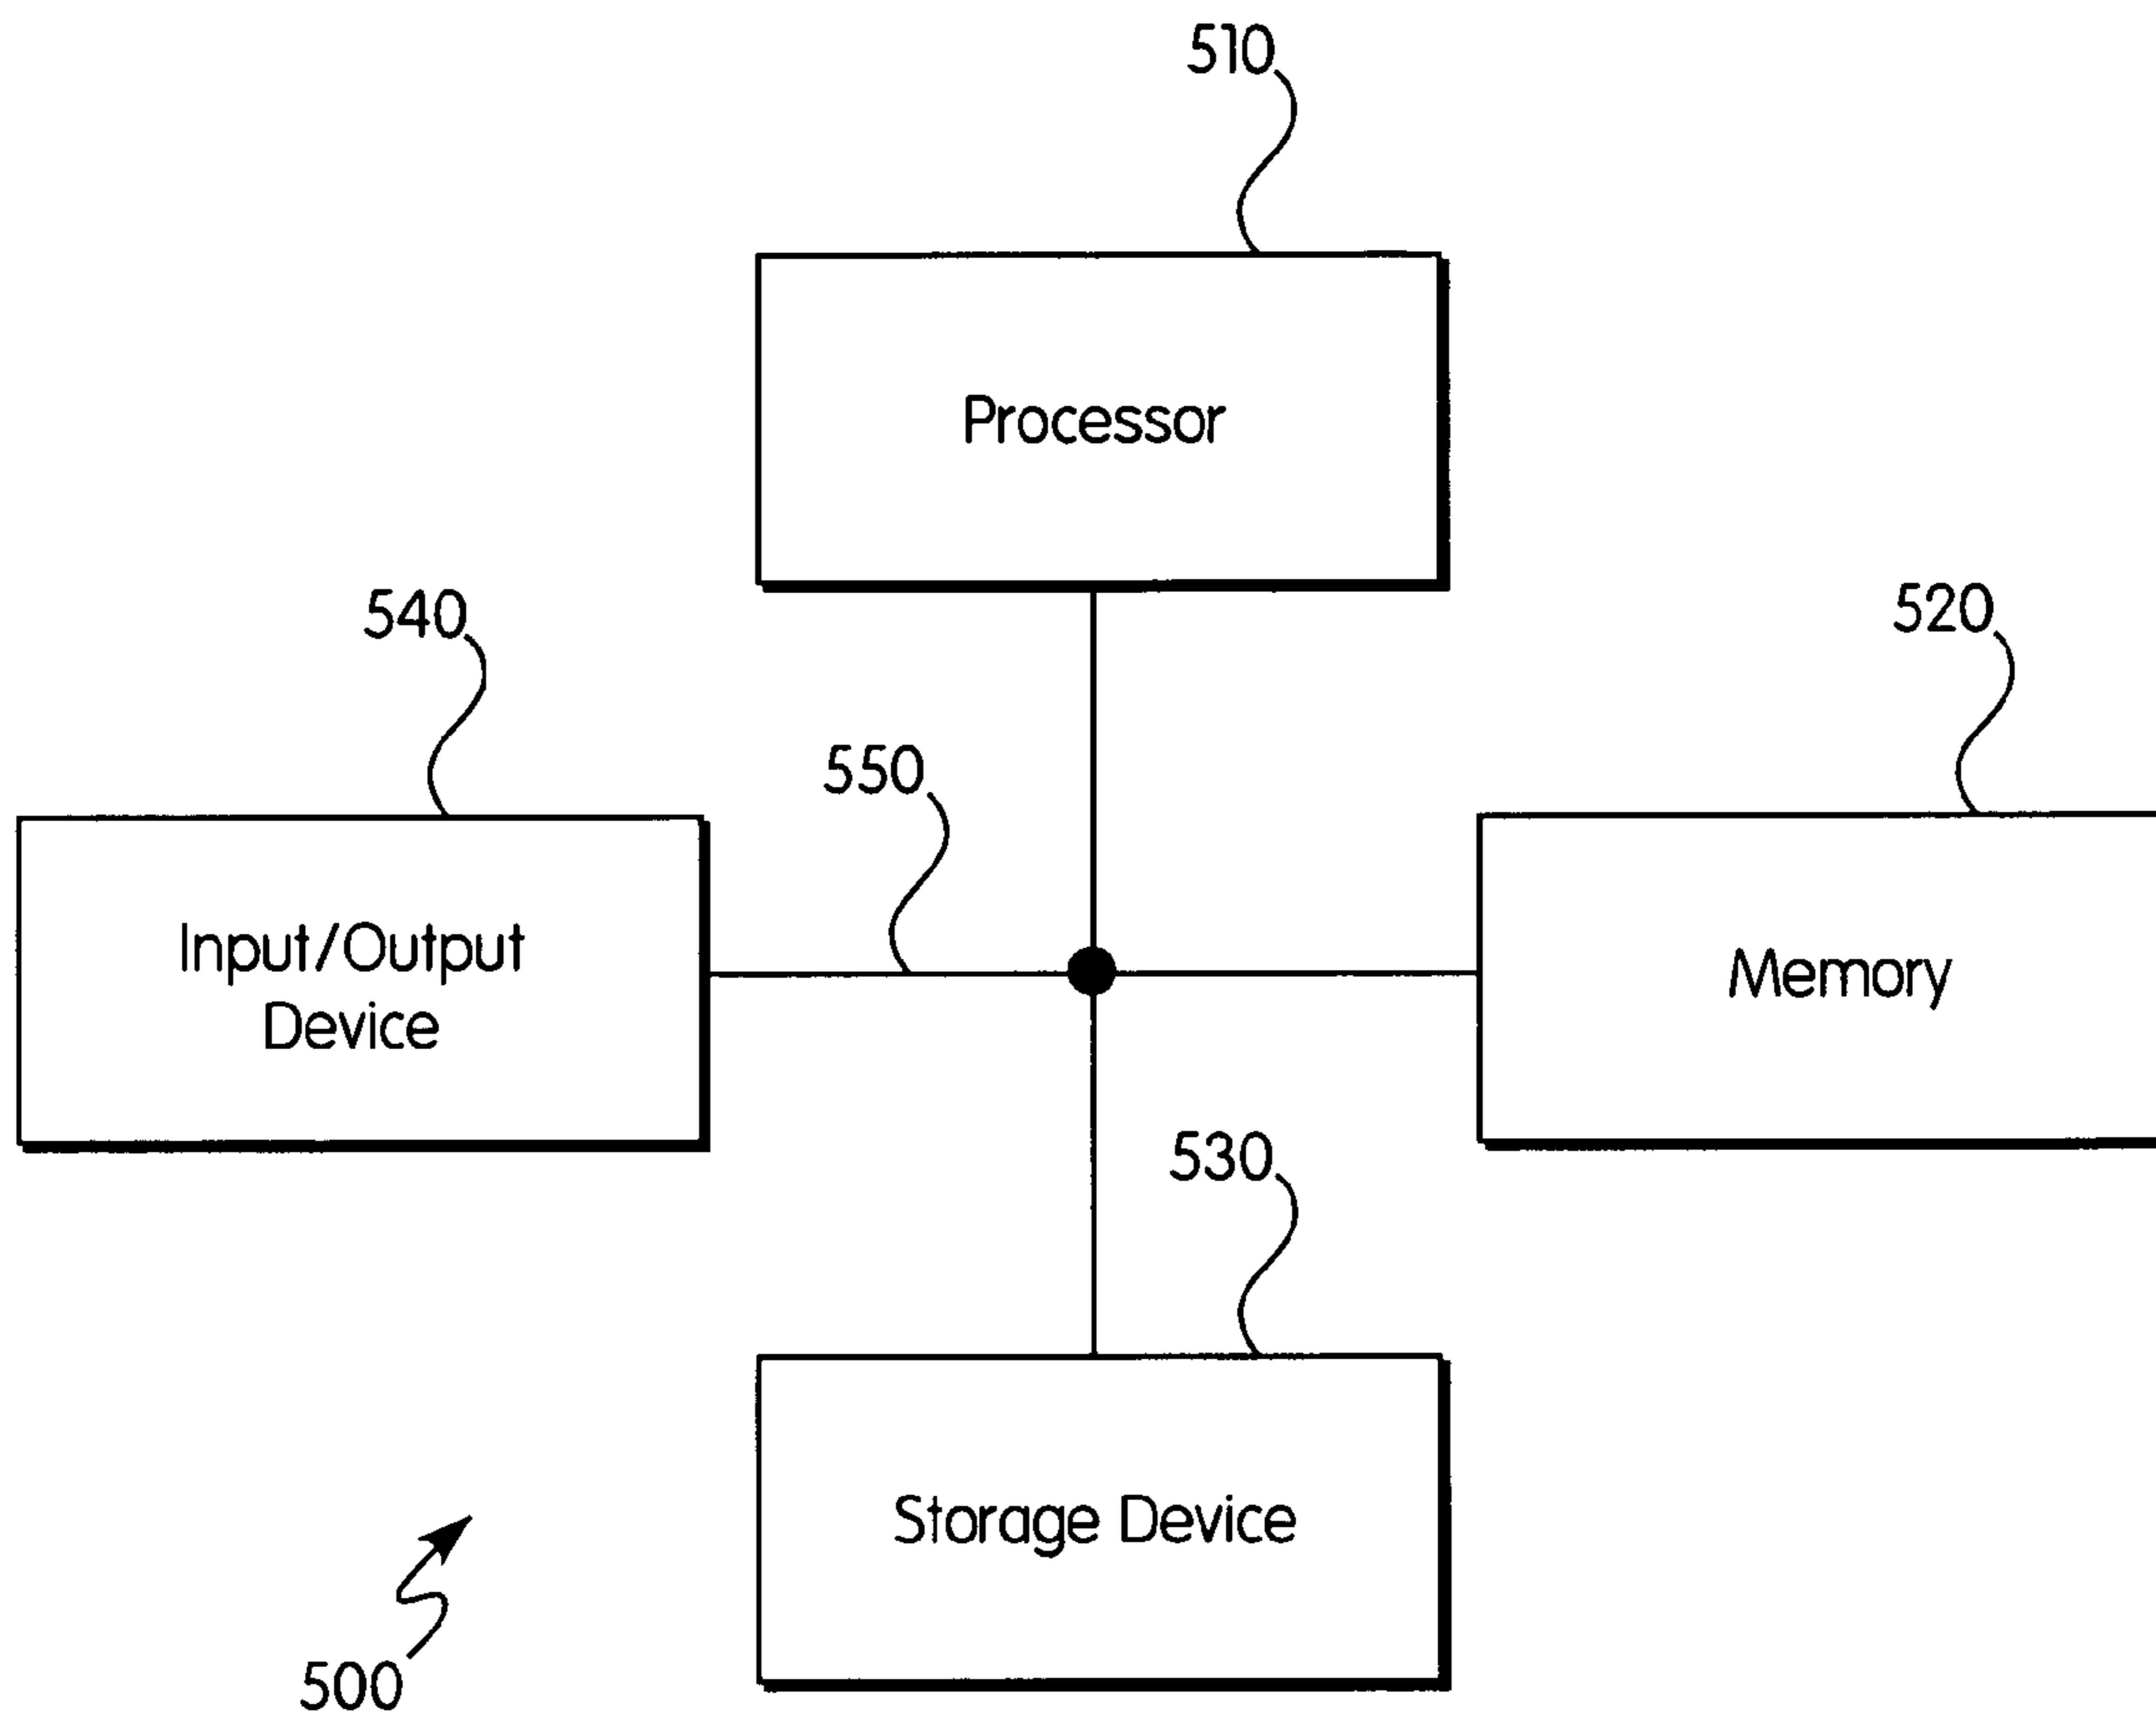 510
Processor
540
520
550
Input/Output
Device
Memory
530
Storage Device
500